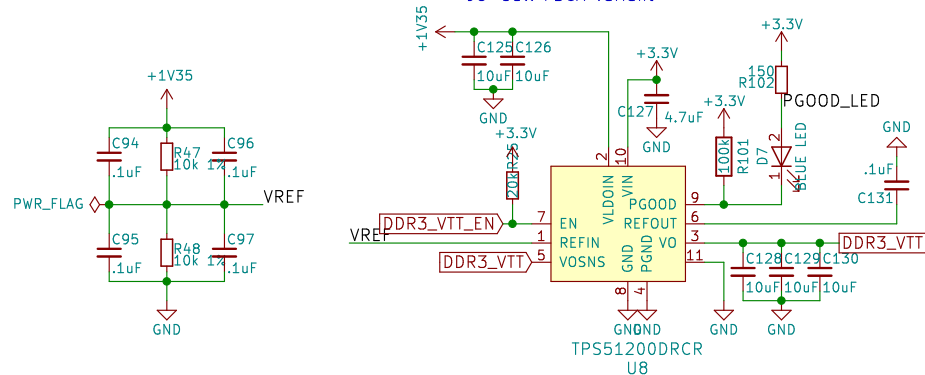 +1V35
C94
.1uF
R47
10k 1%
C96
.1uF
PWR_FLAG
VREF
C95
.1uF
R48
10k 1%
C97
.1uF
GND
+1V35
C125
10uF
C126
10uF
GND
+3.3V
C127
4.7uF
GND
+3.3V
R25
20k
+3.3V
100k
R101
+3.3V
150
R102
PGOOD_LED
D7
BLUE LED
2
1
GND
.1uF
C131
DDR3_VTT_EN
VREF
DDR3_VTT
7
1
5
2
10
VLDOIN
VIN
EN
REFIN
VOSNS
PGOOD
REFOUT
VO
GND
PGND
9
6
3
11
8
4
DDR3_VTT
C128
10uF
C129
10uF
C130
10uF
GND
GND
GND
GND
TPS51200DRCR
U8